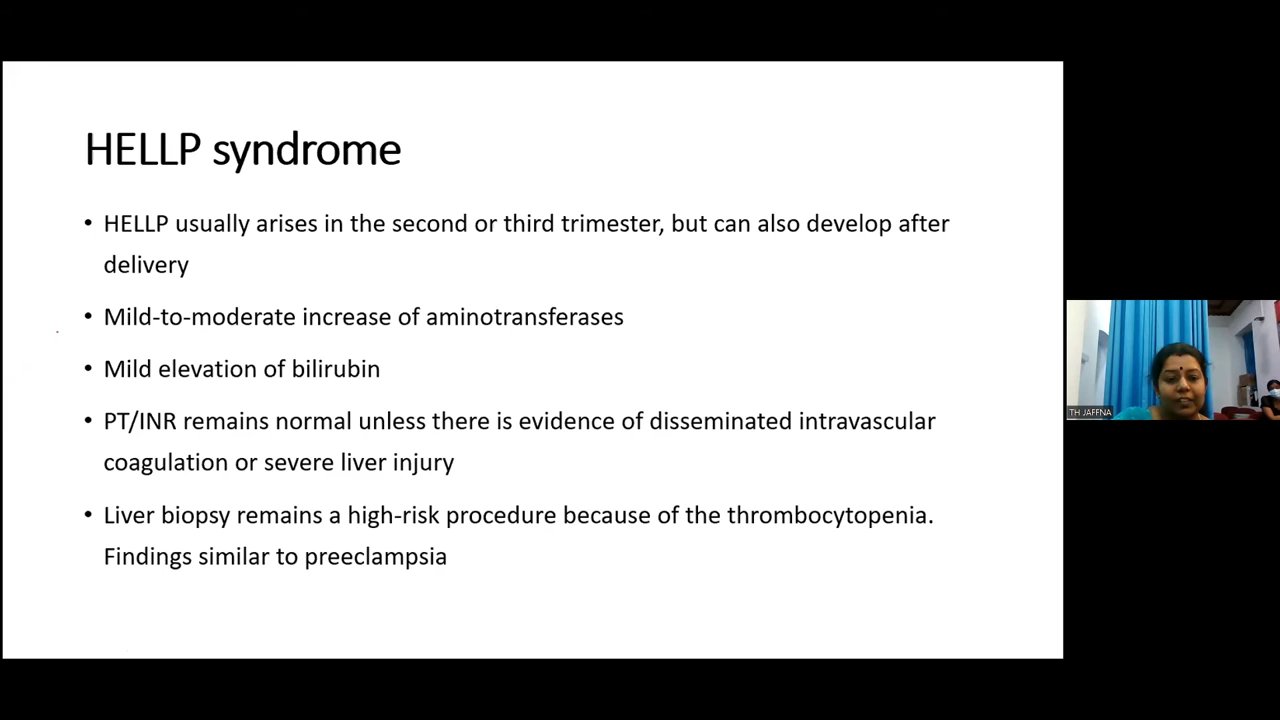 HELLP syndrome
• HELLP usually arises in the second or third trimester, but can also develop after
delivery
• Mild-to-moderate increase of aminotransferases
• Mild elevation of bilirubin
• PT/INR remains normal unless there is evidence of disseminated intravascular
coagulation or severe liver injury
• Liver biopsy remains a high-risk procedure because of the thrombocytopenia.
Findings similar to preeclampsia
TH JAFFNA